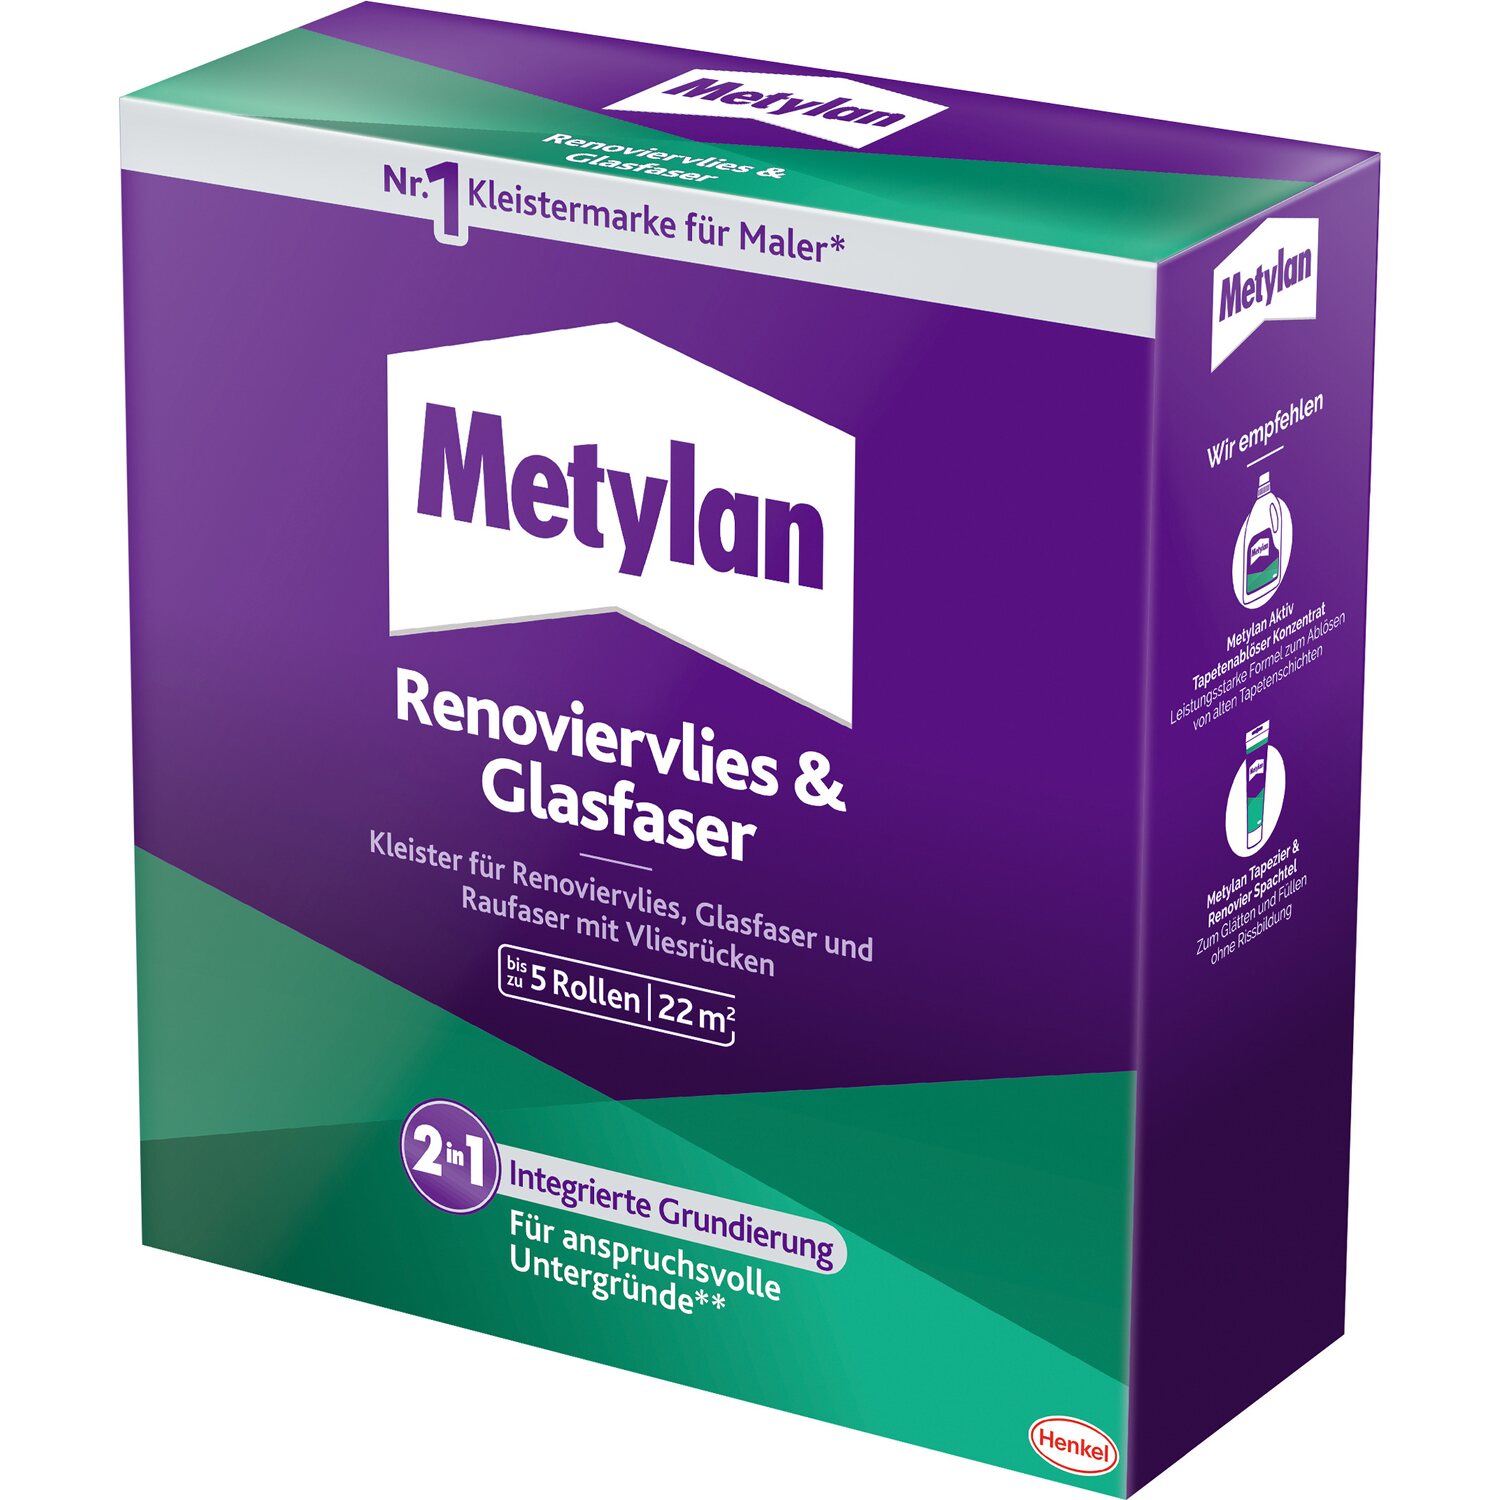 Metylan
Renoviervlies &
Glasfaser
Nr.1 Kleistermarke für Maler*
Metylan
Renoviervlies &
Glasfaser
Kleister für Renoviervlies, Glasfaser und
Raufaser mit Vliesrücken
bis zu 5 Rollen | 22 m²
2in1 Integrierte Grundierung
Für anspruchsvolle
Untergründe**
Henkel
Metylan
Wir empfehlen
Metylan
Metylan Aktiv
Tapetenablöser Konzentrat
Leistungsstarke Formel zum Ablösen
von alten Tapetenschichten
Metylan
Metylan Tapezier &
Renovier Spachtel
Zum Glätten und Füllen
ohne Rissbildung